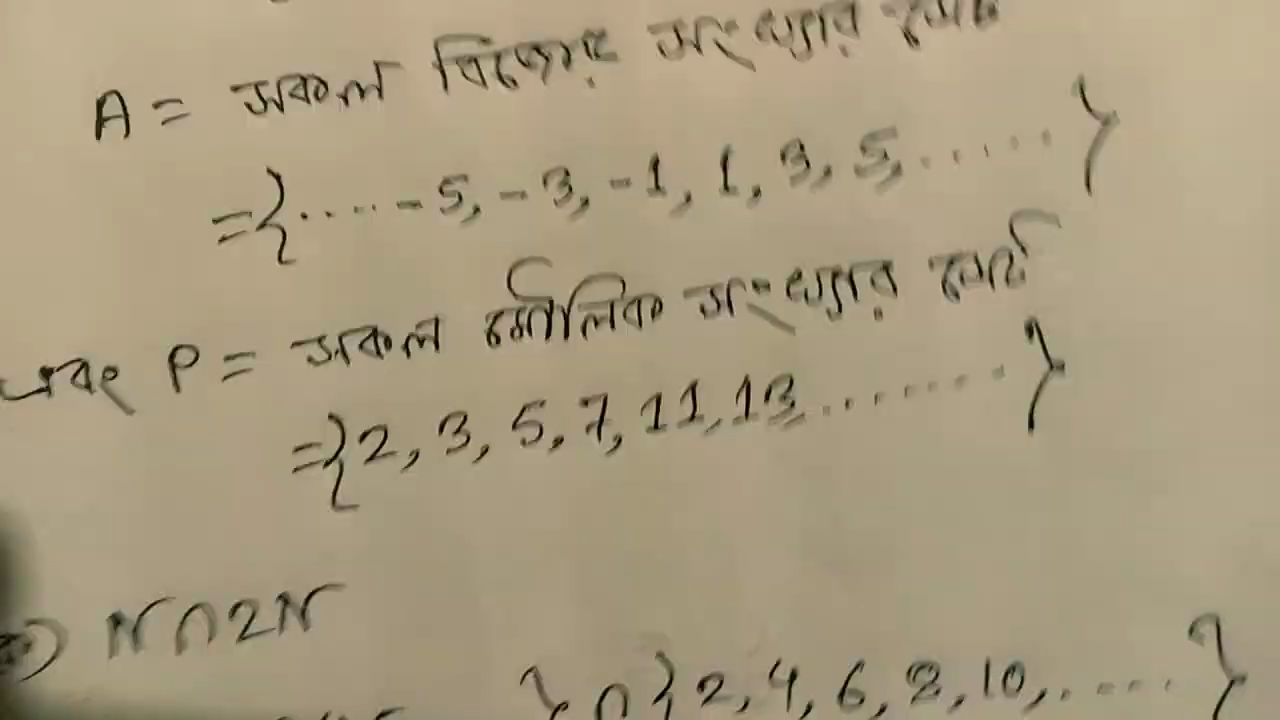 A = সকল বিজোড় সংখ্যার সেট
={.....-5, -3, -1, 1, 3, 5, ......}
এবং P = সকল মৌলিক সংখ্যার সেট
={2, 3, 5, 7, 11, 13, ........}
N∩2N
}∩{2, 4, 6, 8, 10, .....}